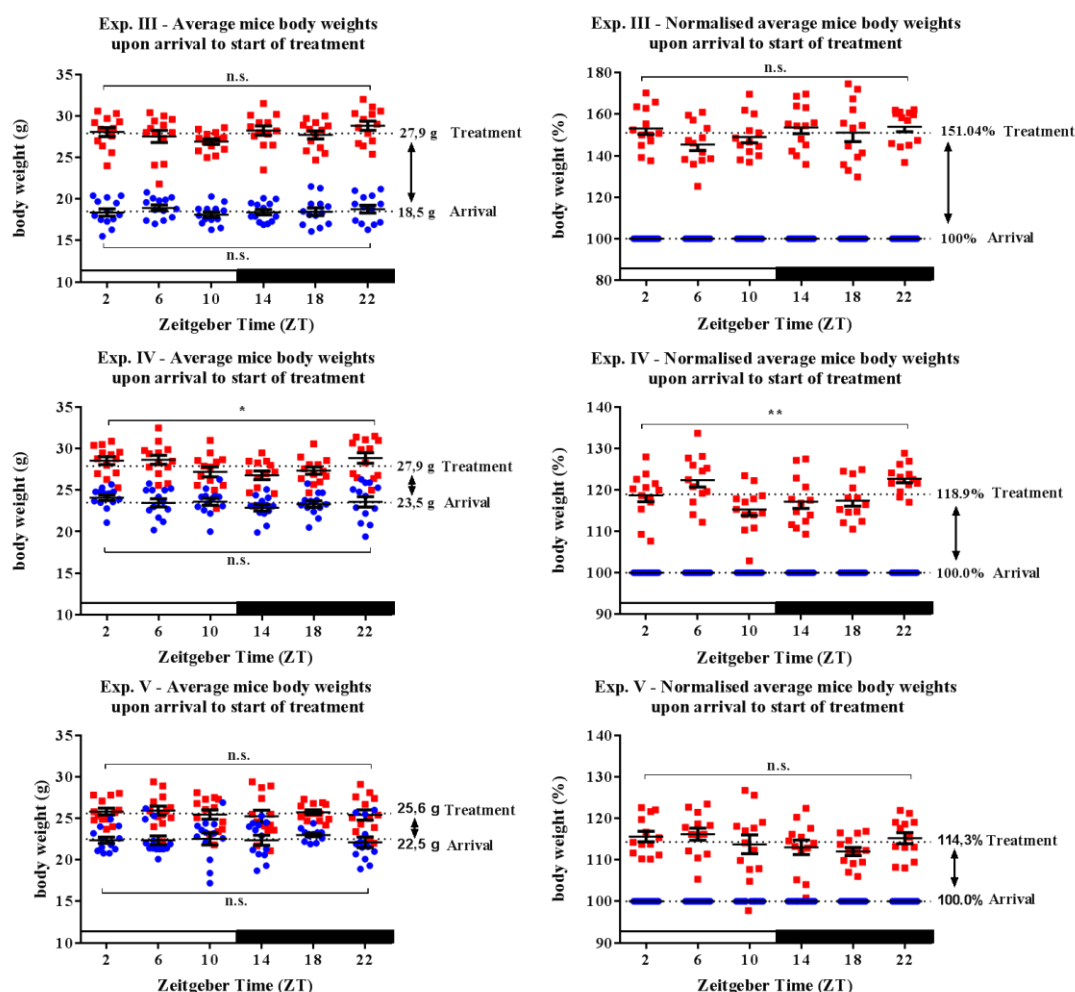 Exp. III - Average mice body weights
upon arrival to start of treatment
n.s.
35
30
25
20
15
10
body weight (g)
27,9 g Treatment
18,5 g Arrival
n.s.
2 6 10 14 18 22
Zeitgeber Time (ZT)
Exp. III - Normalised average mice body weights
upon arrival to start of treatment
n.s.
180
160
140
120
100
80
body weight (%)
151.04% Treatment
100% Arrival
2 6 10 14 18 22
Zeitgeber Time (ZT)
Exp. IV - Average mice body weights
upon arrival to start of treatment
*
35
30
25
20
15
10
body weight (g)
27,9 g Treatment
23,5 g Arrival
n.s.
2 6 10 14 18 22
Zeitgeber Time (ZT)
Exp. IV - Normalised average mice body weights
upon arrival to start of treatment
**
140
130
120
110
100
90
body weight (%)
118.9% Treatment
100.0% Arrival
2 6 10 14 18 22
Zeitgeber Time (ZT)
Exp. V - Average mice body weights
upon arrival to start of treatment
n.s.
35
30
25
20
15
10
body weight (g)
25,6 g Treatment
22,5 g Arrival
n.s.
2 6 10 14 18 22
Zeitgeber Time (ZT)
Exp. V - Normalised average mice body weights
upon arrival to start of treatment
n.s.
140
130
120
110
100
90
body weight (%)
114,3% Treatment
100.0% Arrival
2 6 10 14 18 22
Zeitgeber Time (ZT)